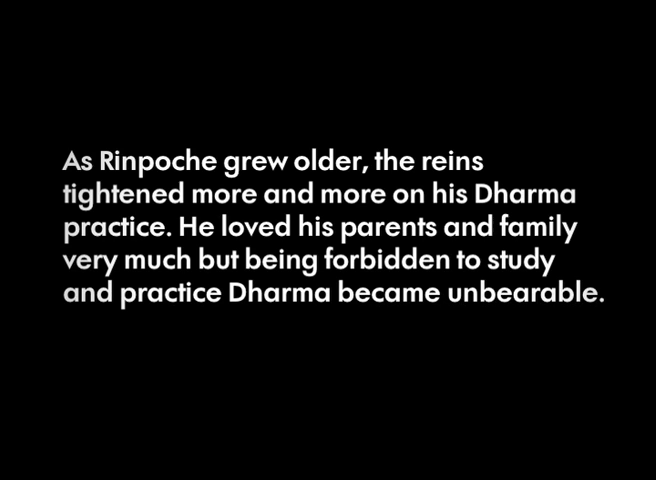 As Rinpoche grew older, the reins
tightened more and more on his Dharma
practice. He loved his parents and family
very much but being forbidden to study
and practice Dharma became unbearable.